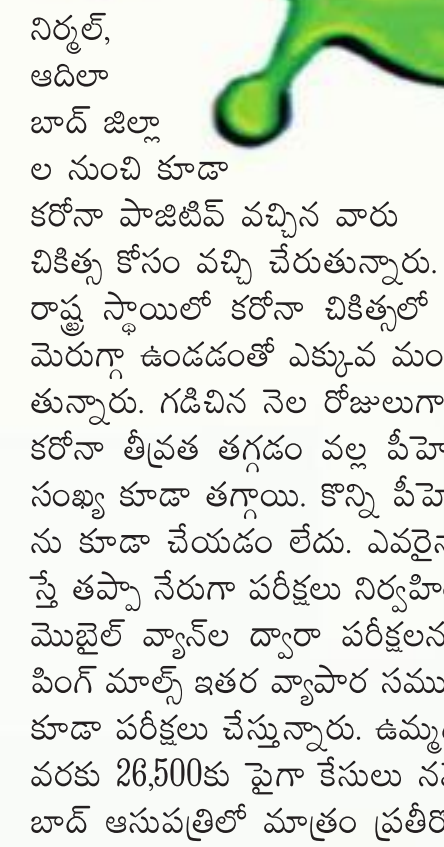 నిర్మల్,
ఆదిలా
బాద్ జిల్లా
ల నుంచి కూడా
కరోనా పాజిటివ్ వచ్చిన వారు
చికిత్స కోసం వచ్చి చేరుతున్నారు.
రాష్ట్ర స్థాయిలో కరోనా చికిత్సలో
మెరుగ్గా ఉండడంతో ఎక్కువ మం
తున్నారు. గడిచిన నెల రోజులుగా
కరోనా తీవ్రత తగ్గడం వల్ల పీహె
సంఖ్య కూడా తగ్గాయి. కొన్ని పీహె
ను కూడా చేయడం లేదు. ఎవరైన
స్తే తప్పా నేరుగా పరీక్షలు నిర్వహిం
మొబైల్ వ్యాన్‌ల ద్వారా పరీక్షలన
పింగ్ మాల్స్ ఇతర వ్యాపార సము
కూడా పరీక్షలు చేస్తున్నారు. ఉమ్మ
వరకు 26,500కు పైగా కేసులు న
బాద్ ఆసుపత్రిలో మాత్రం ప్రతీరో